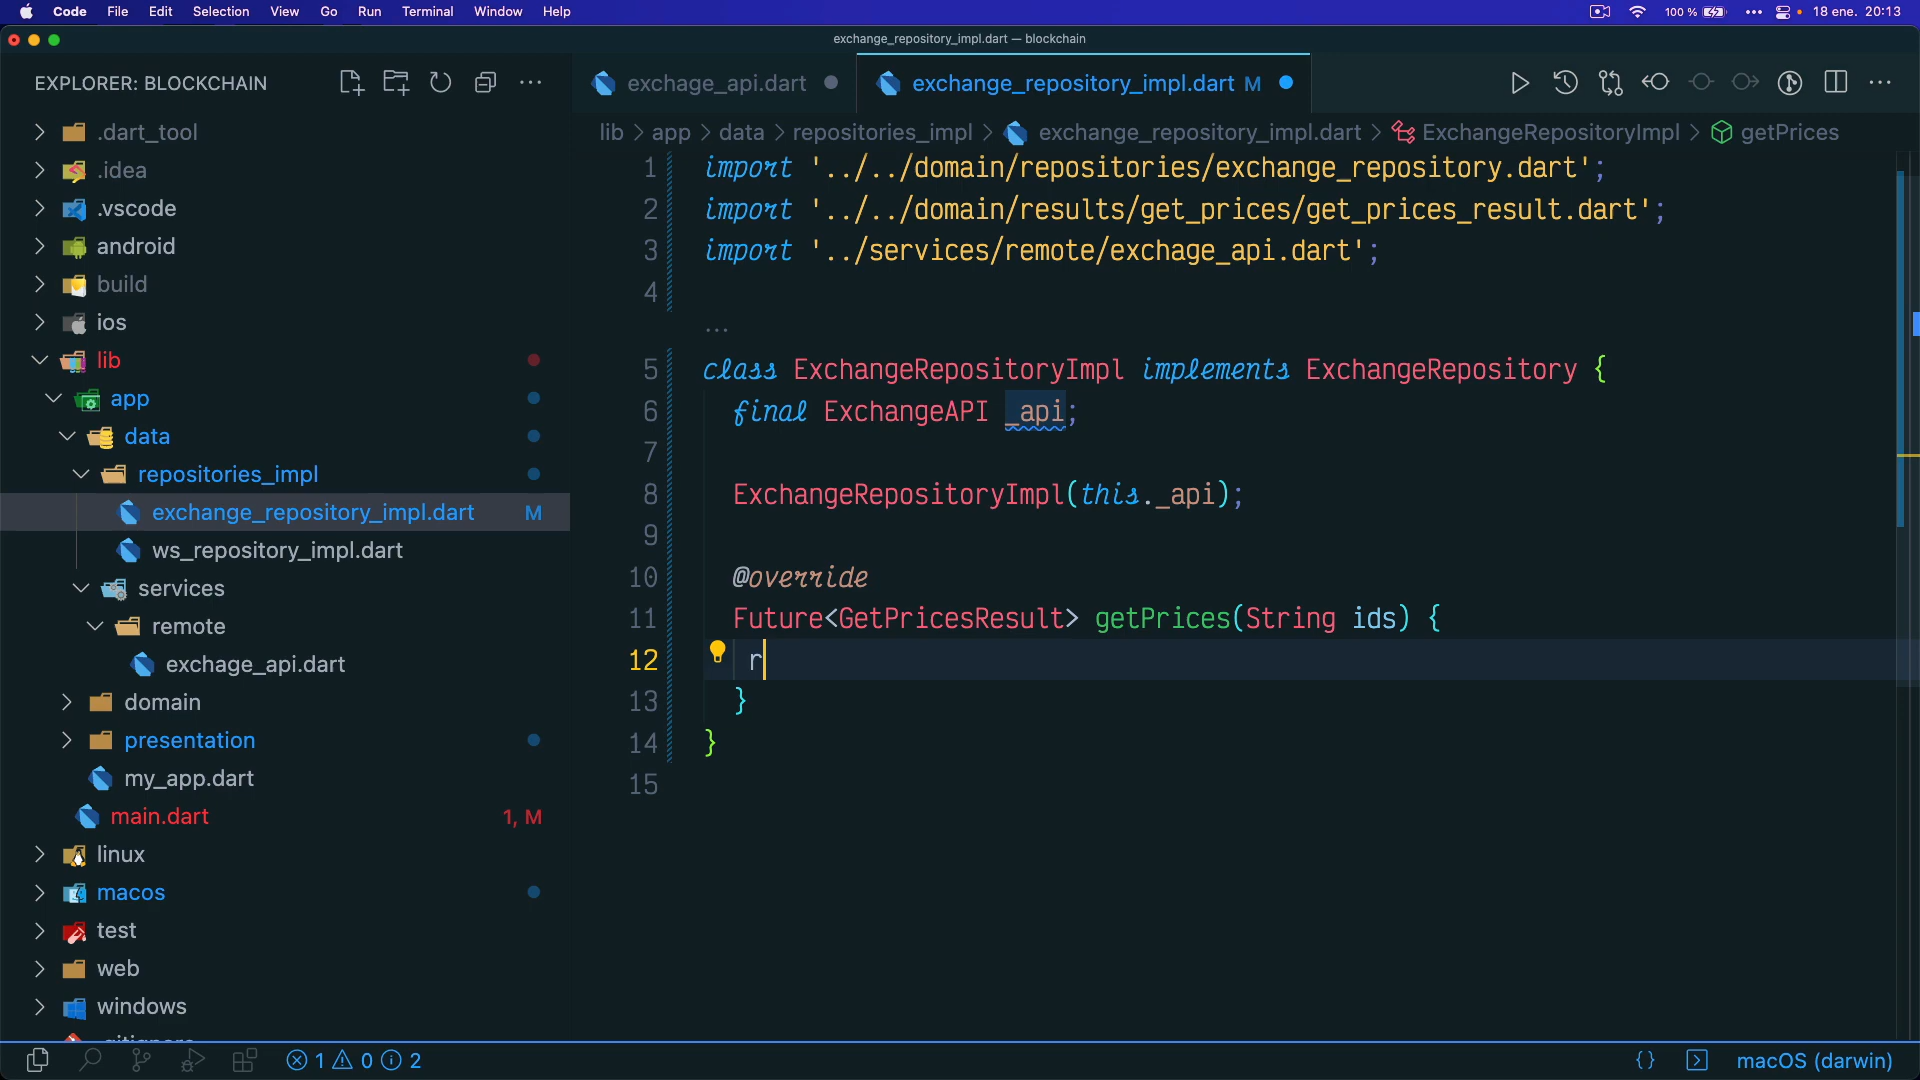 Code File Edit Selection View Go Run Terminal Window Help 100 % 18 ene. 20:13
exchange_repository_impl.dart — blockchain
EXPLORER: BLOCKCHAIN
.dart_tool
.idea
.vscode
android
build
ios
lib
app
data
repositories_impl
exchange_repository_impl.dart M
ws_repository_impl.dart
services
remote
exchage_api.dart
domain
presentation
my_app.dart
main.dart 1, M
linux
macos
test
web
windows
.gitignore
exchage_api.dart exchange_repository_impl.dart M
lib > app > data > repositories_impl > exchange_repository_impl.dart > ExchangeRepositoryImpl > getPrices
1 import '../../domain/repositories/exchange_repository.dart';
2 import '../../domain/results/get_prices/get_prices_result.dart';
3 import '../services/remote/exchage_api.dart';
4
...
5 class ExchangeRepositoryImpl implements ExchangeRepository {
6 final ExchangeAPI _api;
7
8 ExchangeRepositoryImpl(this._api);
9
10 @override
11 Future<GetPricesResult> getPrices(String ids) {
12 r
13 }
14 }
15
1 0 2 {} macOS (darwin)